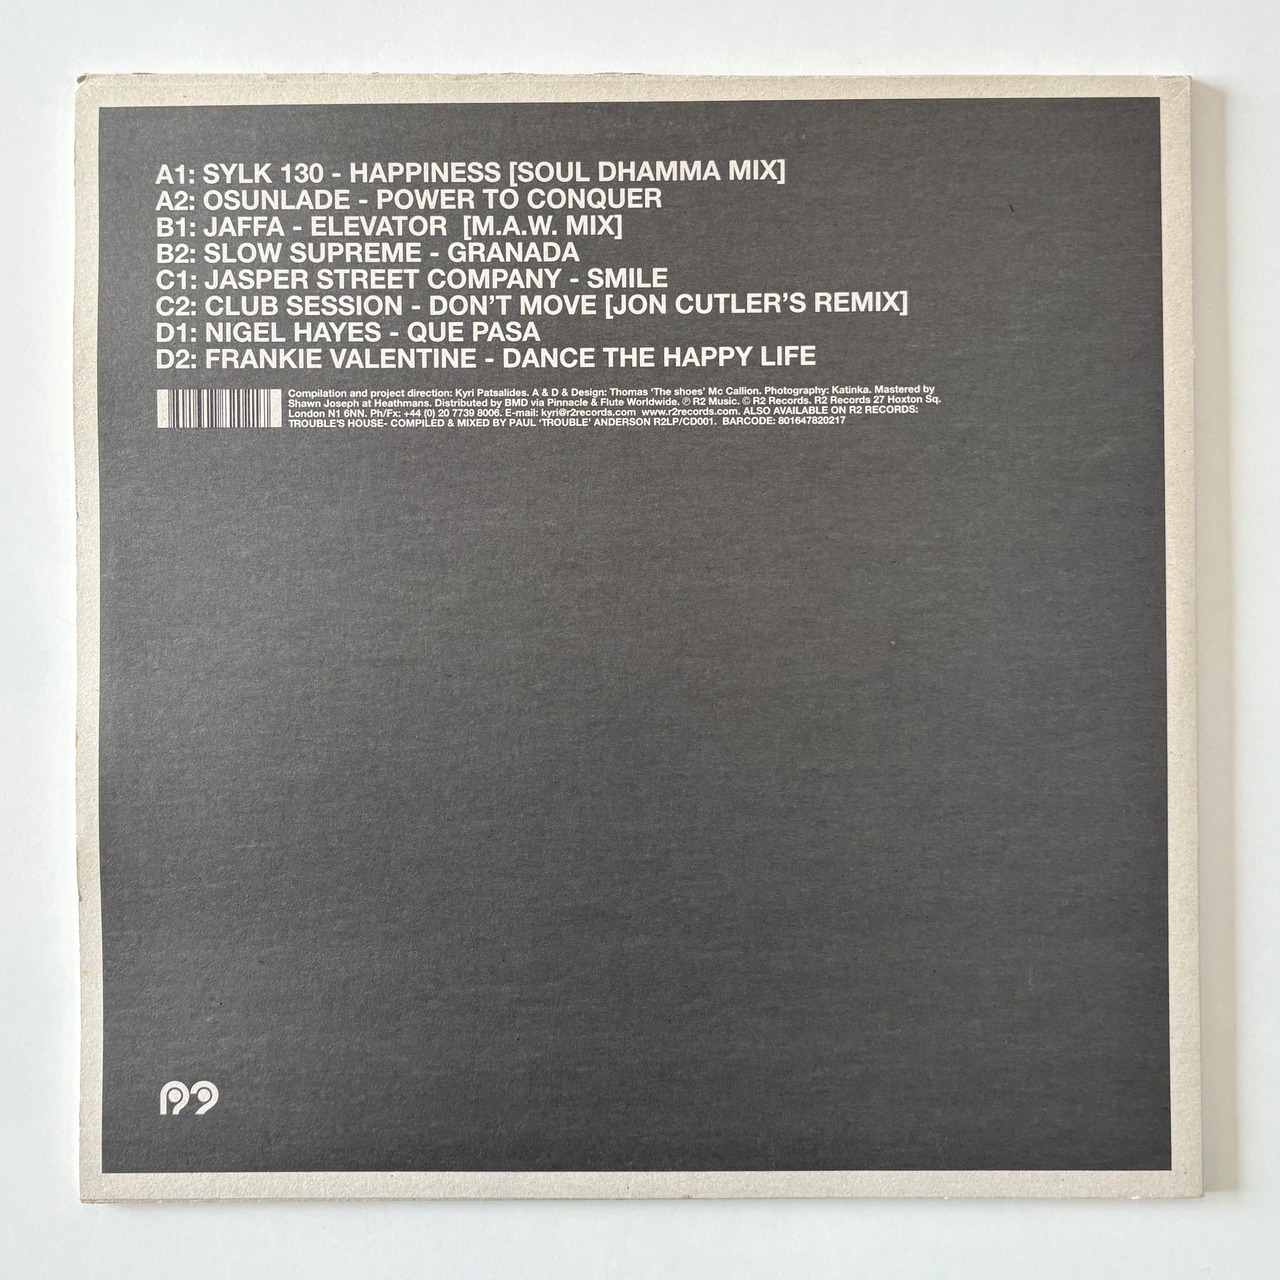 A1: SYLK 130 - HAPPINESS [SOUL DHAMMA MIX]
A2: OSUNLADE - POWER TO CONQUER
B1: JAFFA - ELEVATOR  [M.A.W. MIX]
B2: SLOW SUPREME - GRANADA
C1: JASPER STREET COMPANY - SMILE
C2: CLUB SESSION - DON'T MOVE [JON CUTLER'S REMIX]
D1: NIGEL HAYES - QUE PASA
D2: FRANKIE VALENTINE - DANCE THE HAPPY LIFE
Compilation and project direction: Kyri Patsalides. A & D & Design: Thomas 'The shoes' Mc Callion. Photography: Katinka. Mastered by
Shawn Joseph at Heathmans. Distributed by BMD via Pinnacle & Flute Worldwide. ℗ R2 Music. © R2 Records. R2 Records 27 Hoxton Sq.
London N1 6NN. Ph/Fx: +44 (0) 20 7739 8006. E-mail: kyri@r2records.com  www.r2records.com. ALSO AVAILABLE ON R2 RECORDS:
TROUBLE'S HOUSE- COMPILED & MIXED BY PAUL 'TROUBLE' ANDERSON R2LP/CD001.  BARCODE: 801647820217
R2